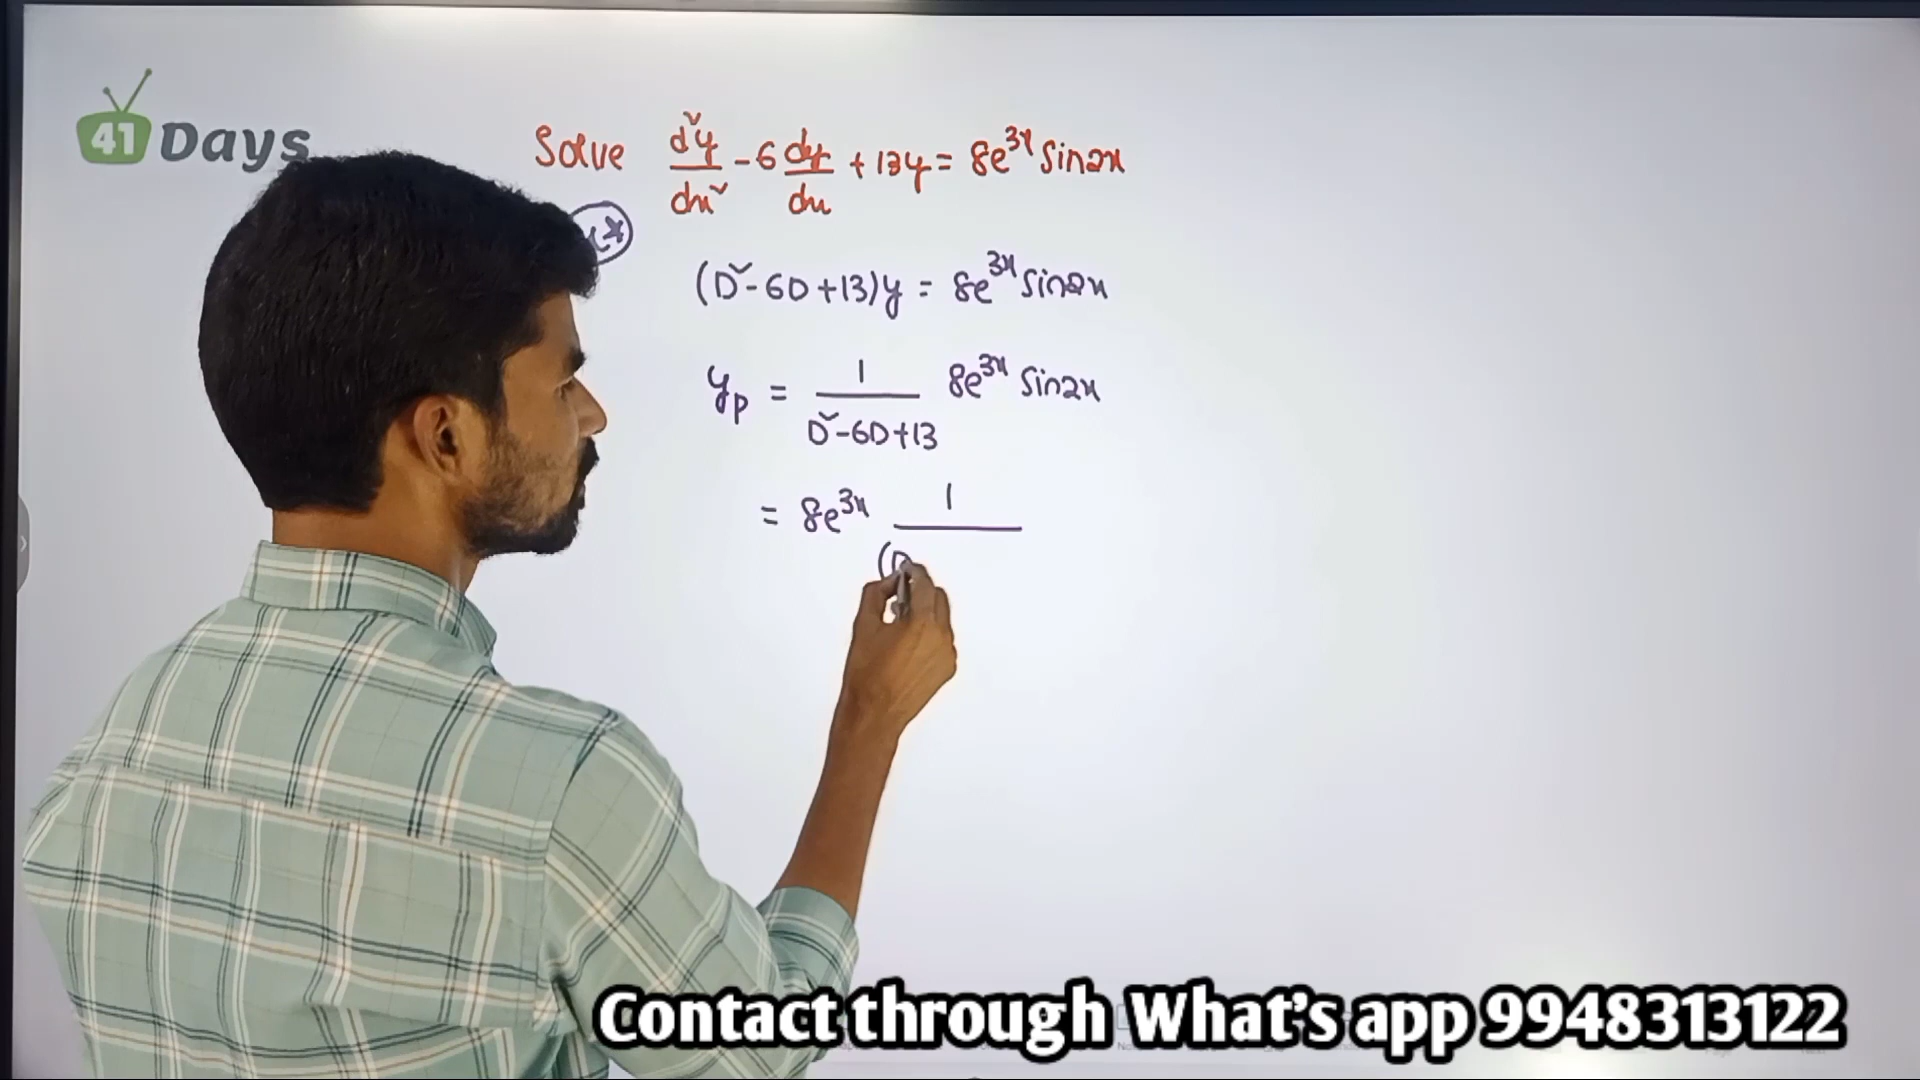 41 Days
Solve d²y/dx² - 6 dy/dx + 13y = 8e^3x sin2x
(D² - 6D + 13)y = 8e^3x sin2x
y_p = 1/(D² - 6D + 13) 8e^3x sin2x
= 8e^3x 1/(D
Contact through What's app 9948313122